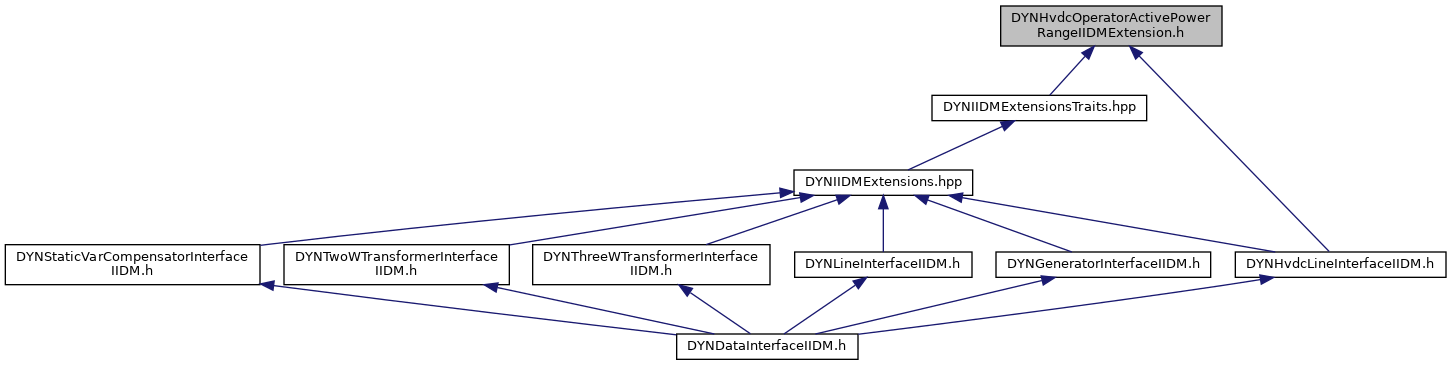 DYNHvdcOperatorActivePower
RangeIIDMExtension.h
DYNIIDMExtensionsTraits.hpp
DYNIIDMExtensions.hpp
DYNStaticVarCompensatorInterface
IIDM.h
DYNTwoWTransformerInterface
IIDM.h
DYNThreeWTransformerInterface
IIDM.h
DYNLineInterfaceIIDM.h
DYNGeneratorInterfaceIIDM.h
DYNHvdcLineInterfaceIIDM.h
DYNDataInterfaceIIDM.h